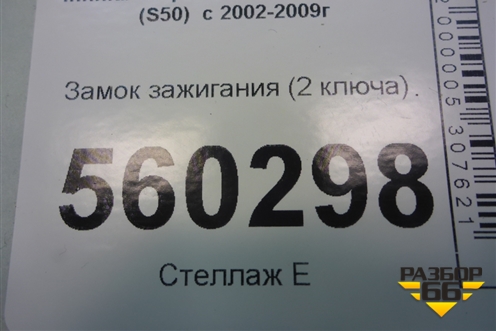 (S50) с 2002-2009г
Замок зажигания (2 ключа).
560298
Стеллаж Е
2000005307621
РАЗБОР
66